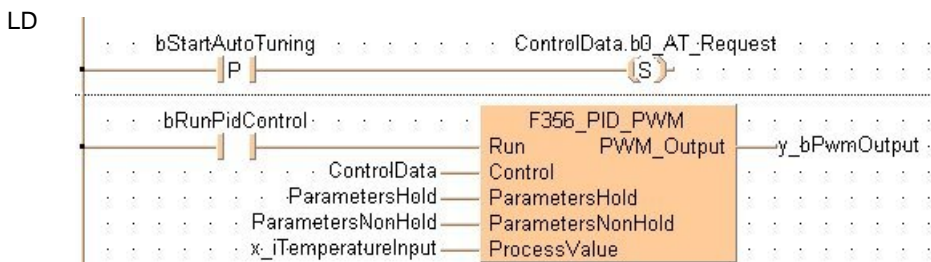 LD
bStartAutoTuning ControlData.b0_AT_Request
P S
bRunPidControl F356_PID_PWM
Run PWM_Output y_bPwmOutput
ControlData Control
ParametersHold ParametersHold
ParametersNonHold ParametersNonHold
x_iTemperatureInput ProcessValue